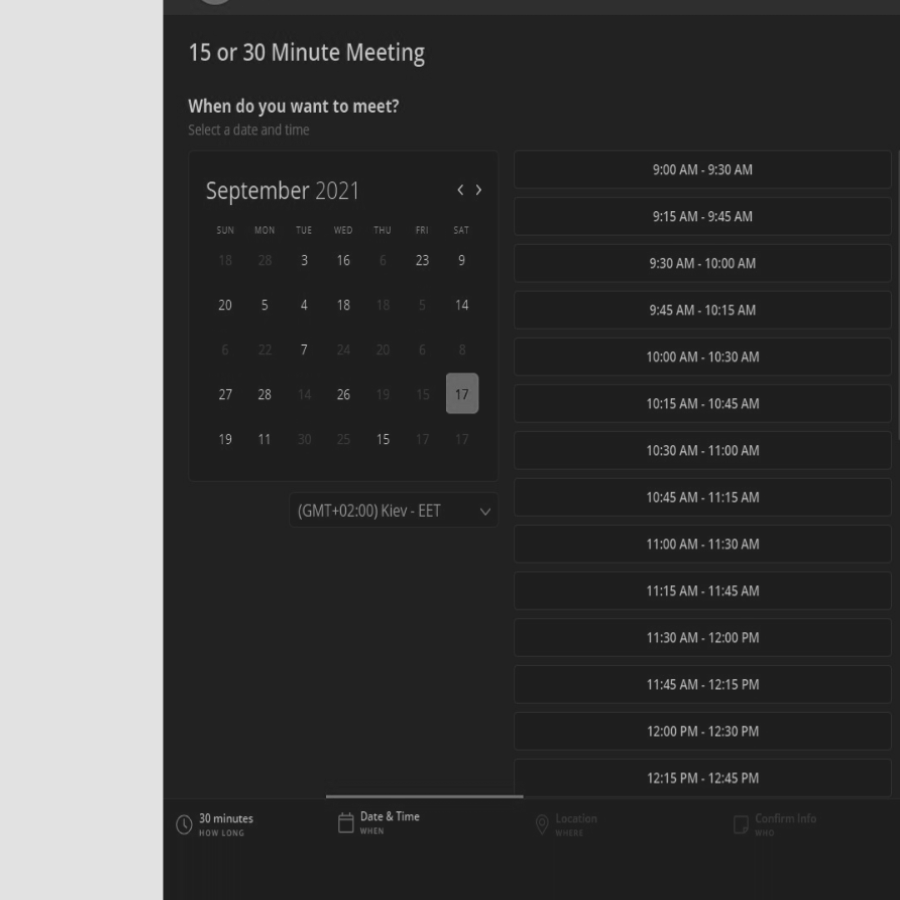 15 or 30 Minute Meeting
When do you want to meet?
Select a date and time
September 2021
SUN MON TUE WED THU FRI SAT
18 28 3 16 6 23 9
20 5 4 18 18 5 14
6 22 7 24 20 6 8
27 28 14 26 19 15 17
19 11 30 25 15 17 17
(GMT+02:00) Kiev - EET
9:00 AM - 9:30 AM
9:15 AM - 9:45 AM
9:30 AM - 10:00 AM
9:45 AM - 10:15 AM
10:00 AM - 10:30 AM
10:15 AM - 10:45 AM
10:30 AM - 11:00 AM
10:45 AM - 11:15 AM
11:00 AM - 11:30 AM
11:15 AM - 11:45 AM
11:30 AM - 12:00 PM
11:45 AM - 12:15 PM
12:00 PM - 12:30 PM
12:15 PM - 12:45 PM
30 minutes
HOW LONG
Date & Time
WHEN
Location
WHERE
Confirm Info
WHO